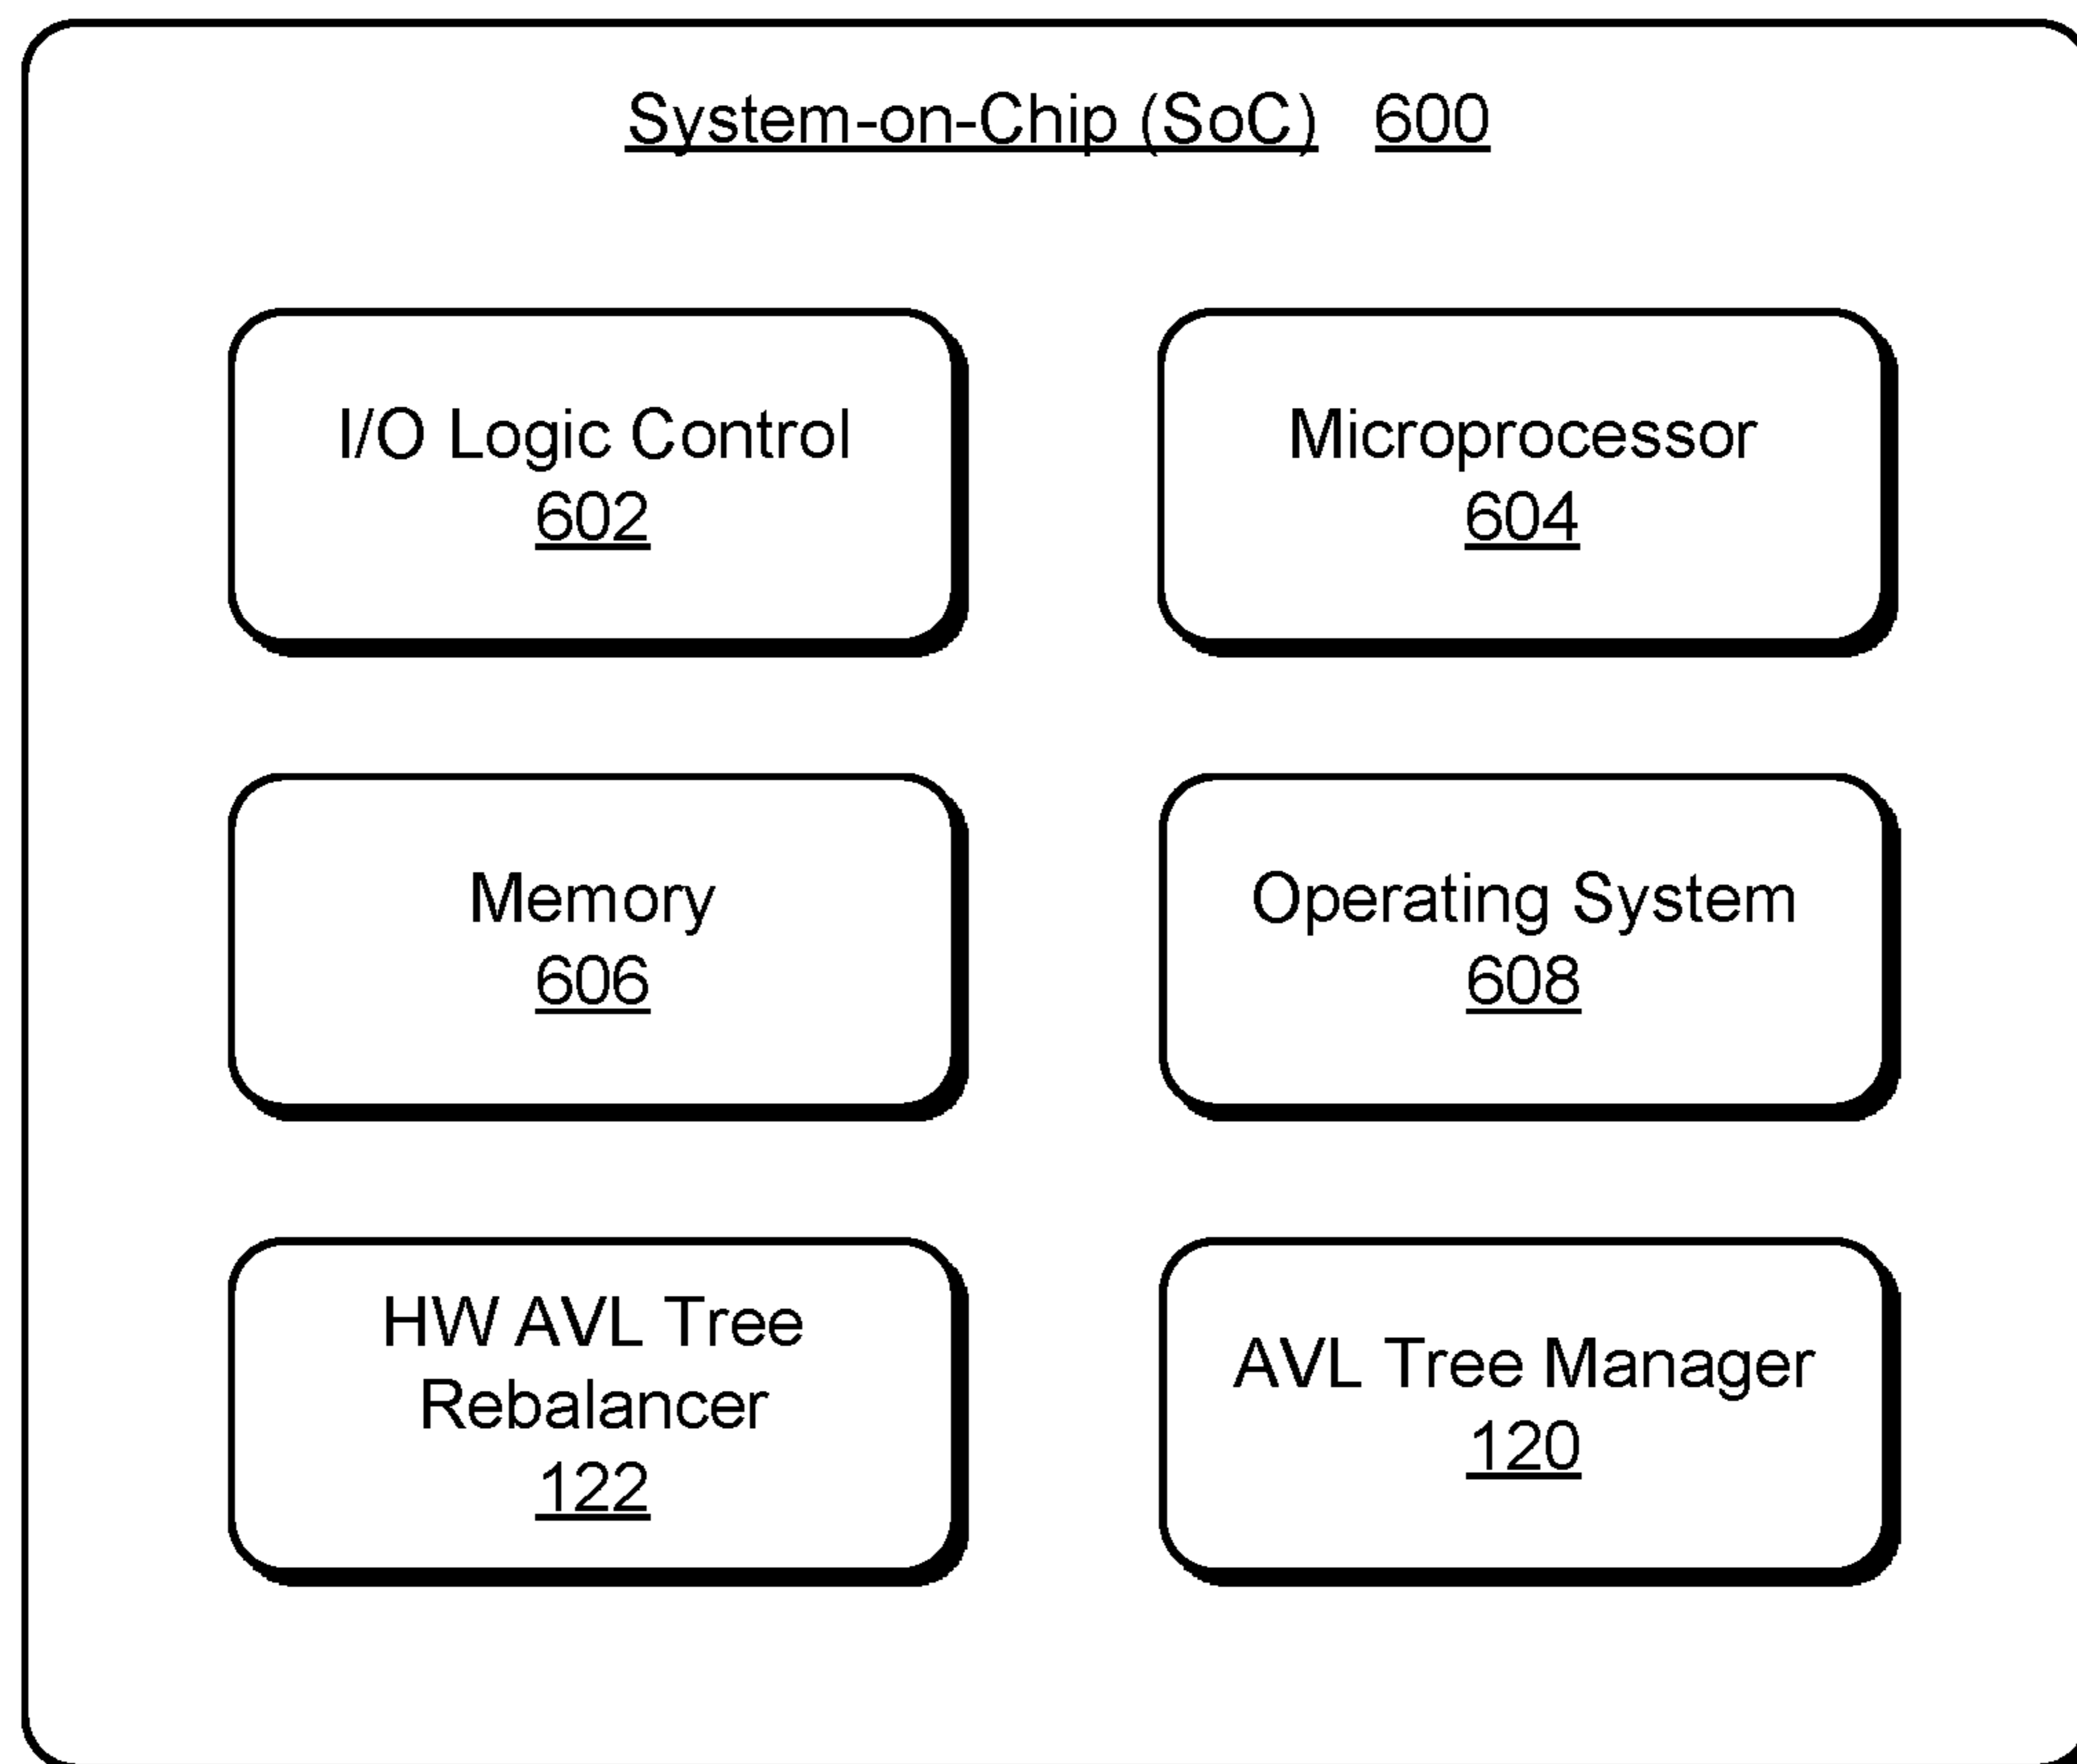 System-on-Chip (SoC) 600
I/O Logic Control
602
Microprocessor
604
Memory
606
Operating System
608
HW AVL Tree
Rebalancer
122
AVL Tree Manager
120